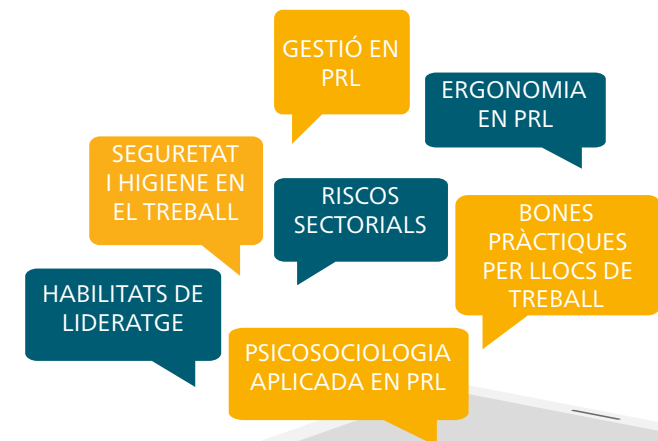 GESTIÓ EN
PRL
ERGONOMIA
EN PRL
SEGURETAT
I HIGIENE EN
EL TREBALL
RISCOS
SECTORIALS
BONES
PRÀCTIQUES
PER LLOCS DE
TREBALL
HABILITATS DE
LIDERATGE
PSICOSOCIOLOGIA
APLICADA EN PRL